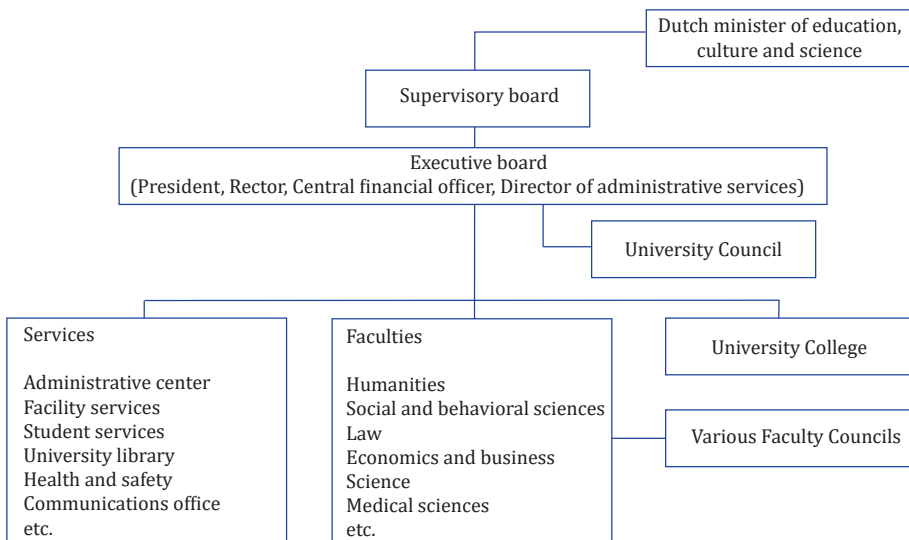 Dutch minister of education,
culture and science
Supervisory board
Executive board
(President, Rector, Central financial officer, Director of administrative services)
University Council
Services
Administrative center
Facility services
Student services
University library
Health and safety
Communications office
etc.
Faculties
Humanities
Social and behavioral sciences
Law
Economics and business
Science
Medical sciences
etc.
University College
Various Faculty Councils